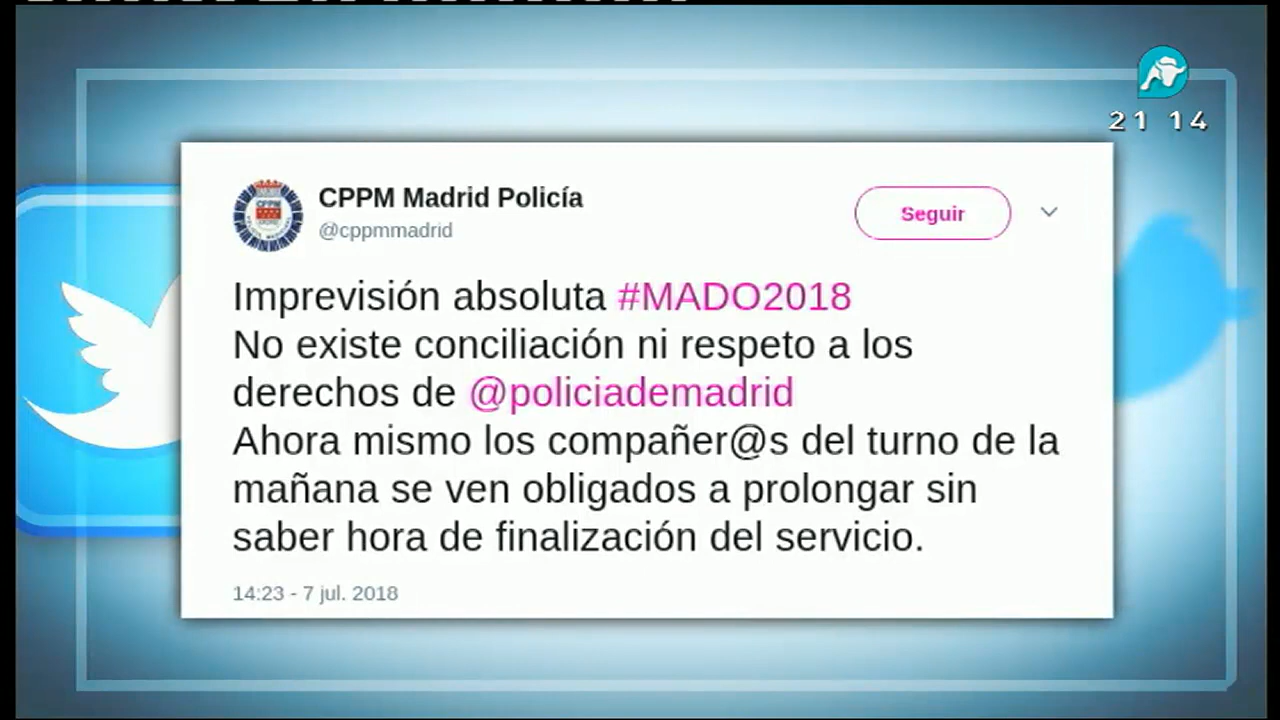 21 14
CPPM Madrid Policía
@cppmmadrid
Seguir
CPPM
Imprevisión absoluta #MADO2018
No existe conciliación ni respeto a los
derechos de @policiademadrid
Ahora mismo los compañer@s del turno de la
mañana se ven obligados a prolongar sin
saber hora de finalización del servicio.
14:23 - 7 jul. 2018